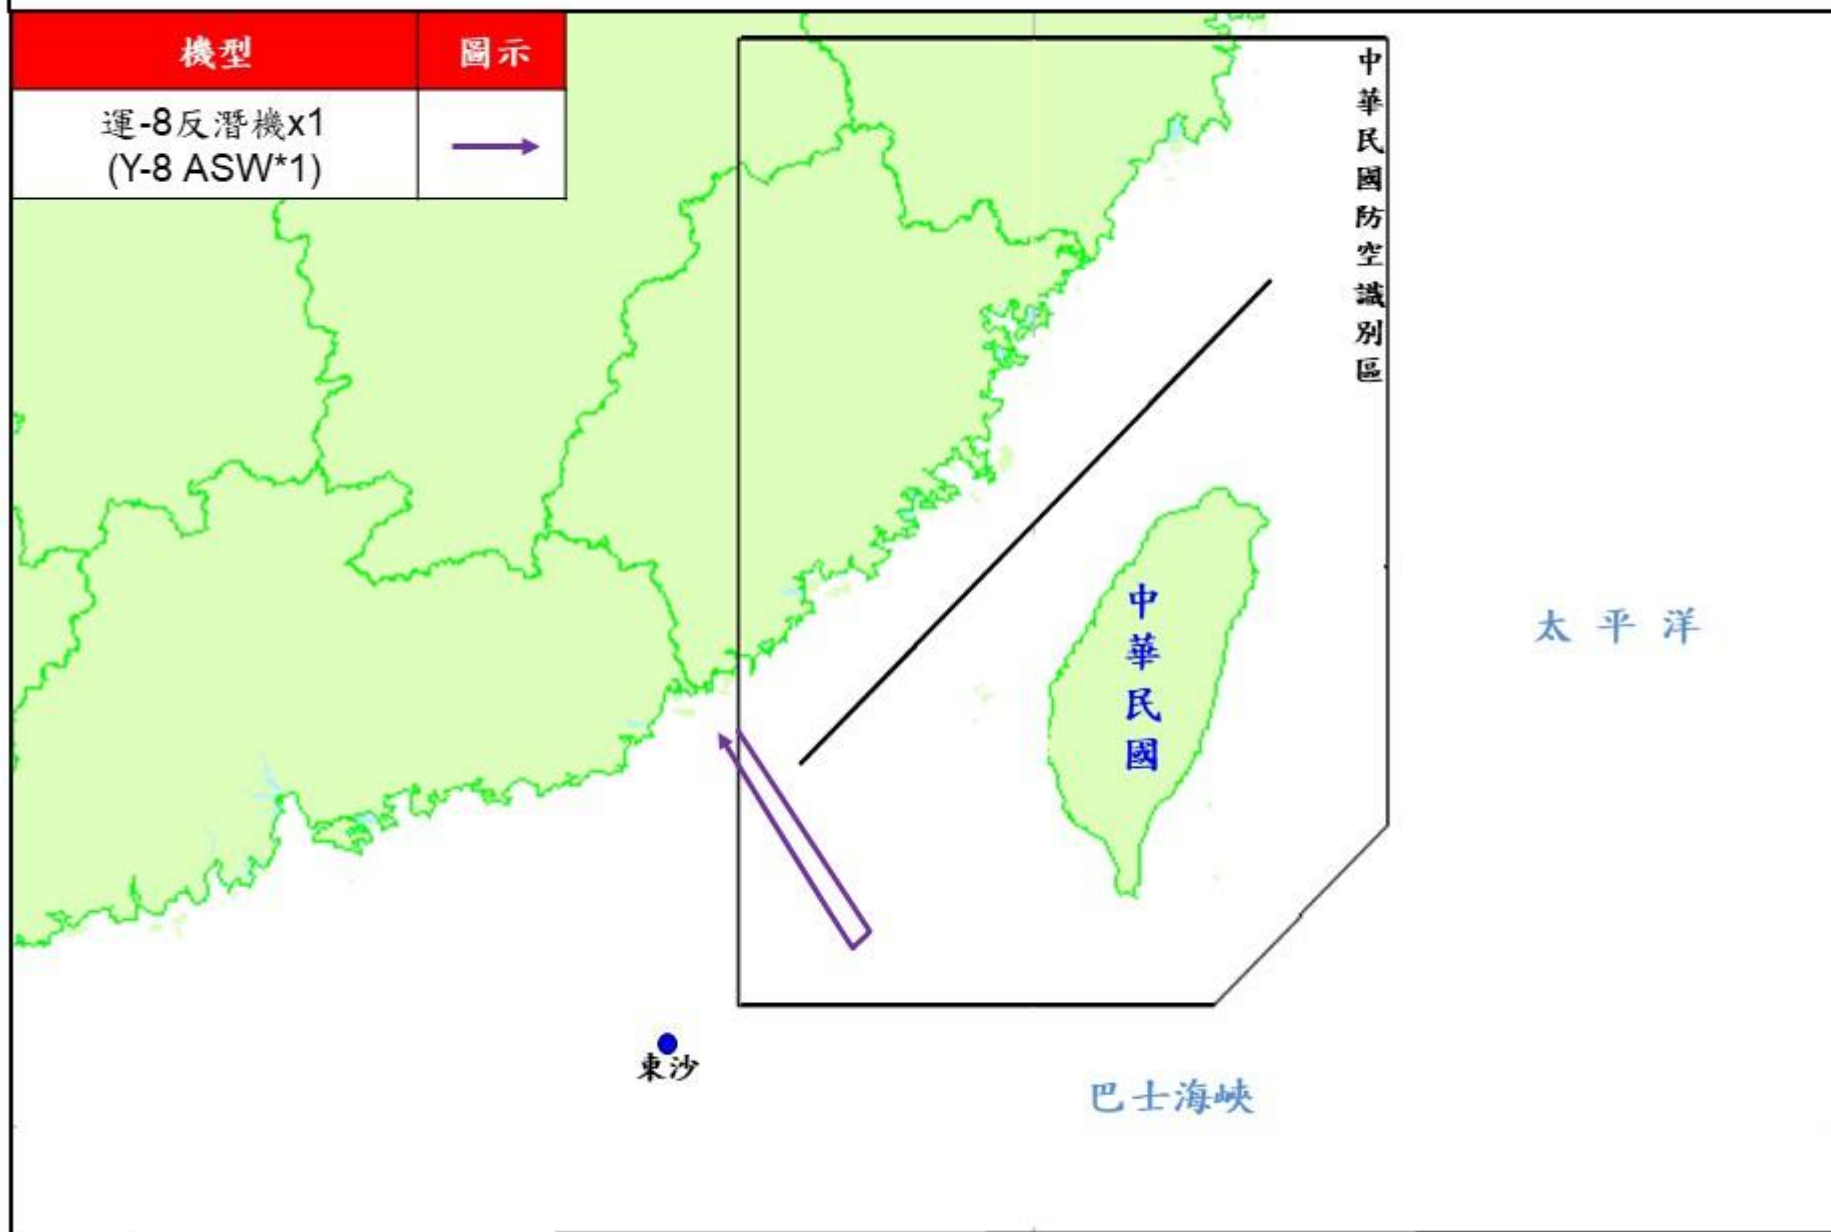 機型
圖示
運-8反潛機x1
(Y-8 ASW*1)
中華民國防空識別區
中華民國
太平洋
東沙
巴士海峽